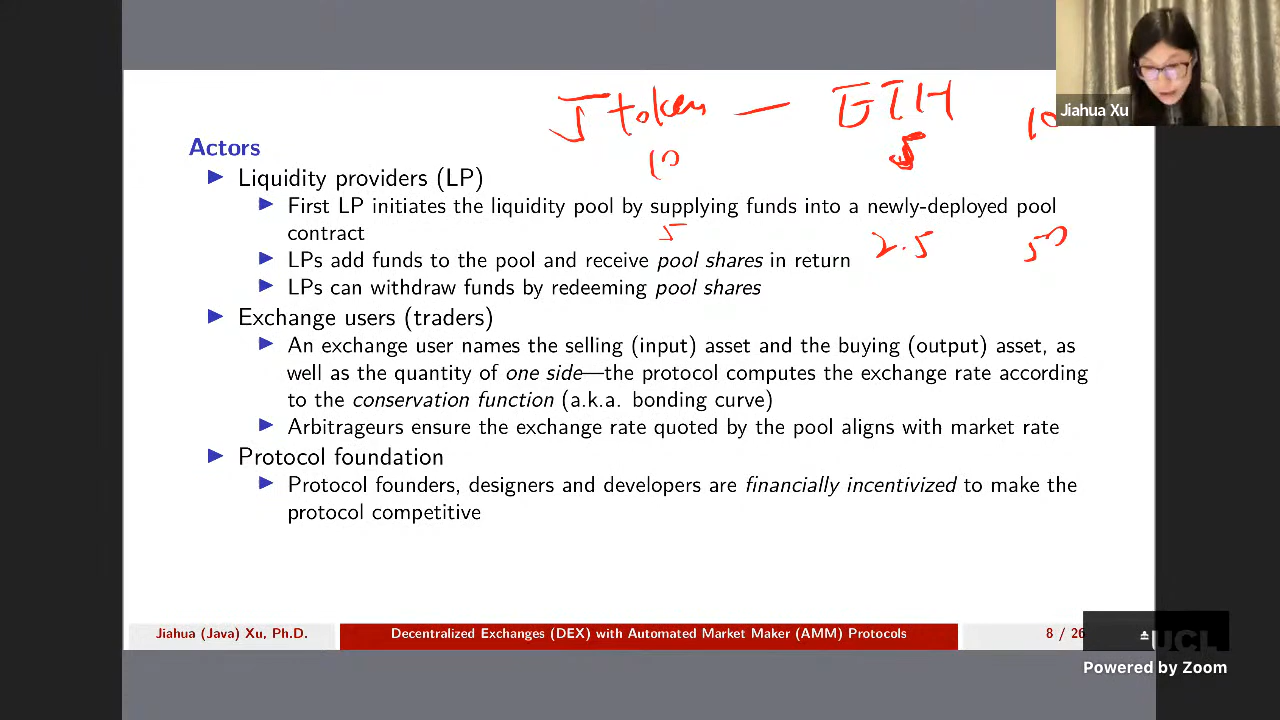 J token — ETH
10 5 10
Jiahua Xu
Actors
Liquidity providers (LP)
First LP initiates the liquidity pool by supplying funds into a newly-deployed pool
contract
5 2.5 50
LPs add funds to the pool and receive pool shares in return
LPs can withdraw funds by redeeming pool shares
Exchange users (traders)
An exchange user names the selling (input) asset and the buying (output) asset, as
well as the quantity of one side—the protocol computes the exchange rate according
to the conservation function (a.k.a. bonding curve)
Arbitrageurs ensure the exchange rate quoted by the pool aligns with market rate
Protocol foundation
Protocol founders, designers and developers are financially incentivized to make the
protocol competitive
Jiahua (Java) Xu, Ph.D. Decentralized Exchanges (DEX) with Automated Market Maker (AMM) Protocols 8 / 26
UCL
Powered by Zoom